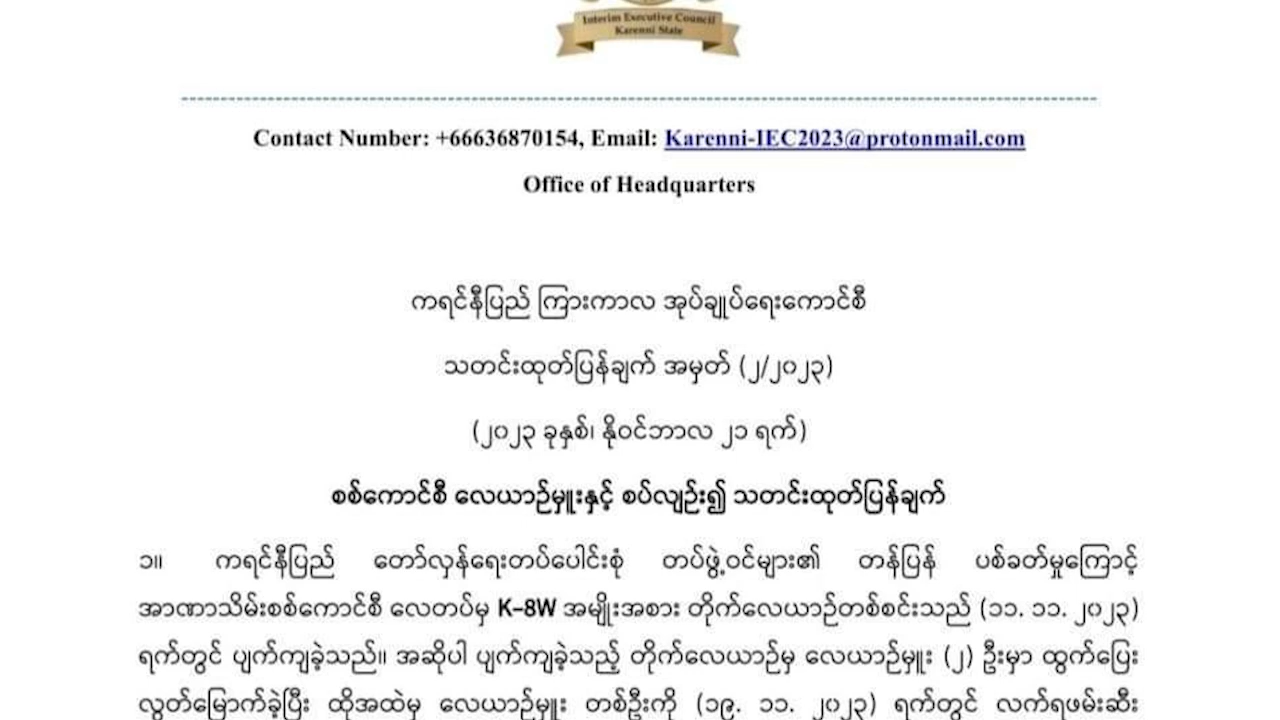 Interim Executive Council
Karenni State
Contact Number: +66636870154, Email: Karenni-IEC2023@protonmail.com
Office of Headquarters
ကရင်နီပြည် ကြားကာလ အုပ်ချုပ်ရေးကောင်စီ
သတင်းထုတ်ပြန်ချက် အမှတ် (၂/၂၀၂၃)
(၂၀၂၃ ခုနှစ်၊ နိုဝင်ဘာလ ၂၁ ရက်)
စစ်ကောင်စီ လေယာဉ်မှူးနှင့် စပ်လျဉ်း၍ သတင်းထုတ်ပြန်ချက်
၁။ ကရင်နီပြည် တော်လှန်ရေးတပ်ပေါင်းစုံ တပ်ဖွဲ့ဝင်များ၏ တန်ပြန် ပစ်ခတ်မှုကြောင့်
အာဏာသိမ်းစစ်ကောင်စီ လေတပ်မှ K-8W အမျိုးအစား တိုက်လေယာဉ်တစ်စင်းသည် (၁၁. ၁၁. ၂၀၂၃)
ရက်တွင် ပျက်ကျခဲ့သည်။ အဆိုပါ ပျက်ကျခဲ့သည့် တိုက်လေယာဉ်မှ လေယာဉ်မှူး (၂) ဦးမှာ ထွက်ပြေး
လွတ်မြောက်ခဲ့ပြီး ထိုအထဲမှ လေယာဉ်မှူး တစ်ဦးကို (၁၉. ၁၁. ၂၀၂၃) ရက်တွင် လက်ရဖမ်းဆီး